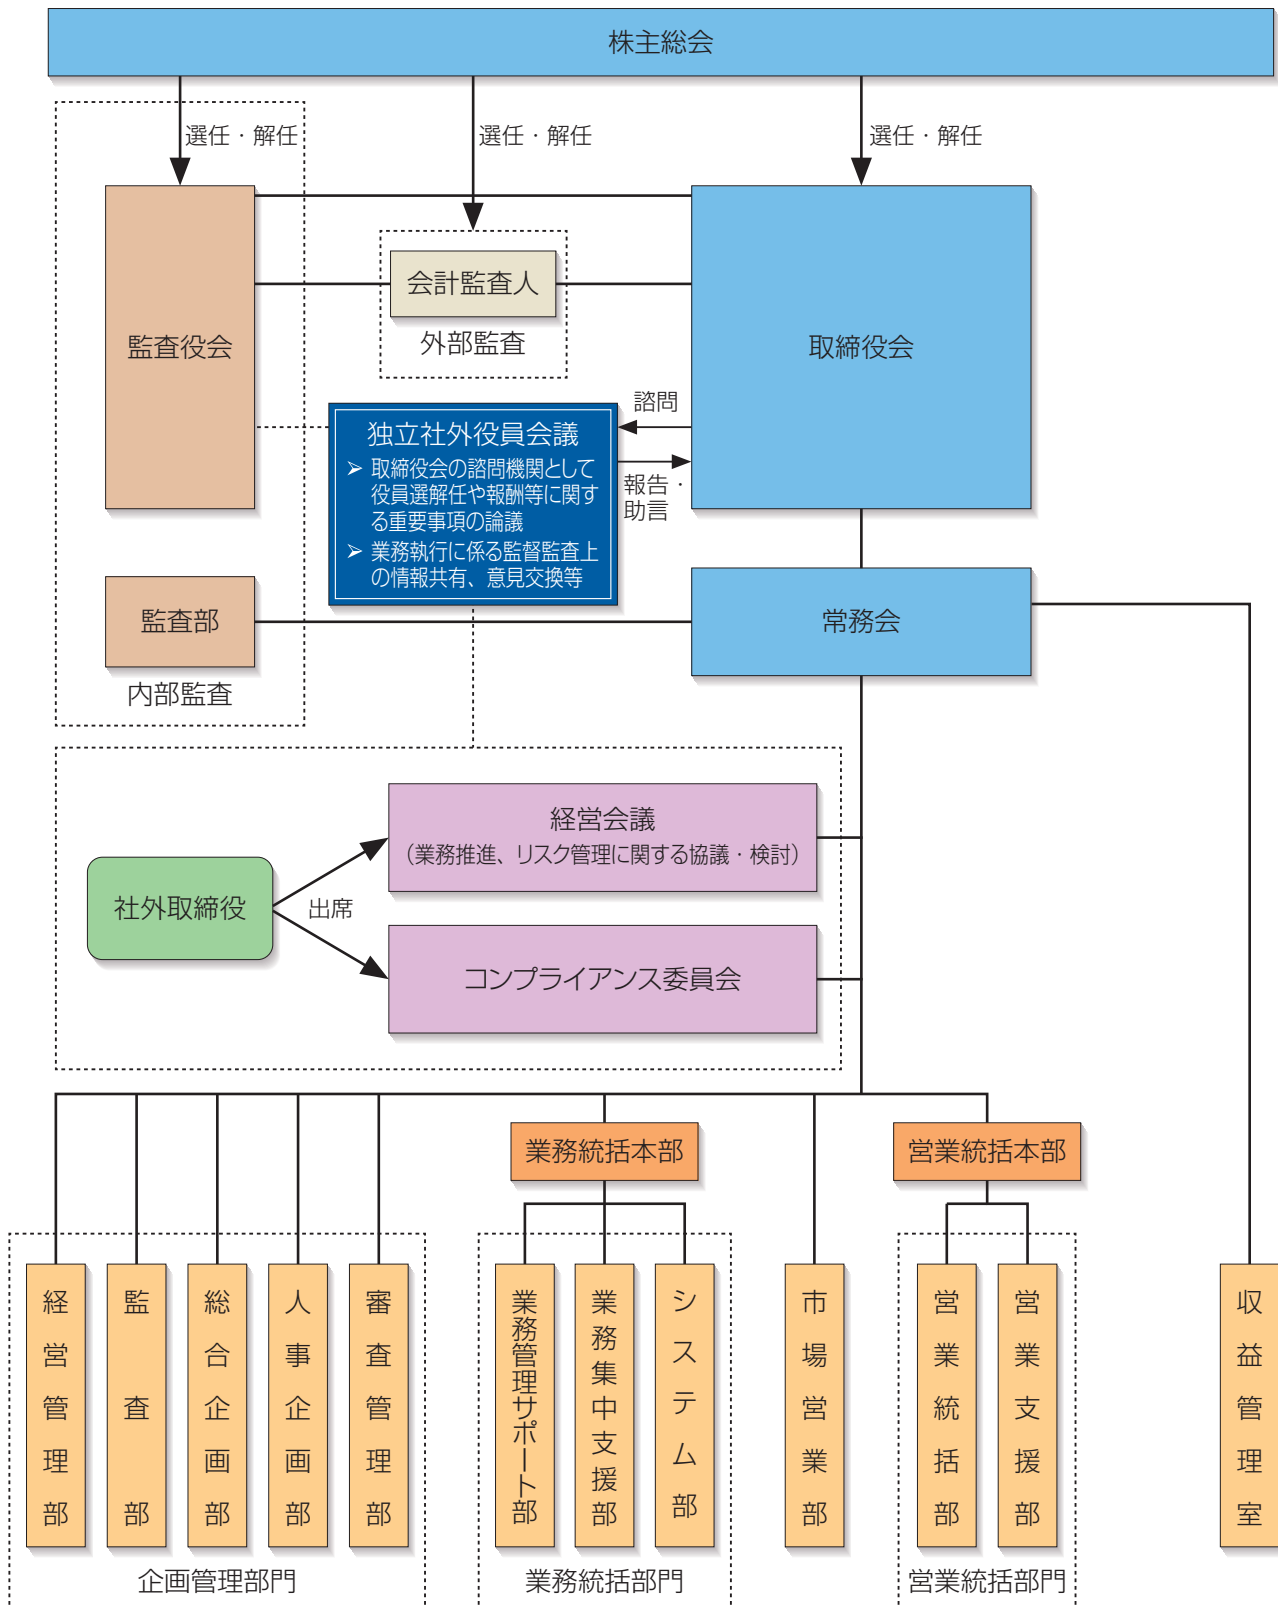 株主総会
選任・解任
選任・解任
選任・解任
監査役会
会計監査人
外部監査
取締役会
諮問
報告・
助言
独立社外役員会議
➢ 取締役会の諮問機関として
役員選解任や報酬等に関す
る重要事項の論議
➢ 業務執行に係る監督監査上
の情報共有、意見交換等
監査部
内部監査
常務会
経営会議
（業務推進、リスク管理に関する協議・検討）
社外取締役
出席
コンプライアンス委員会
業務統括本部
営業統括本部
経営管理部
監査部
総合企画部
人事企画部
審査管理部
業務管理サポート部
業務集中支援部
システム部
市場営業部
営業統括部
営業支援部
収益管理室
企画管理部門
業務統括部門
営業統括部門